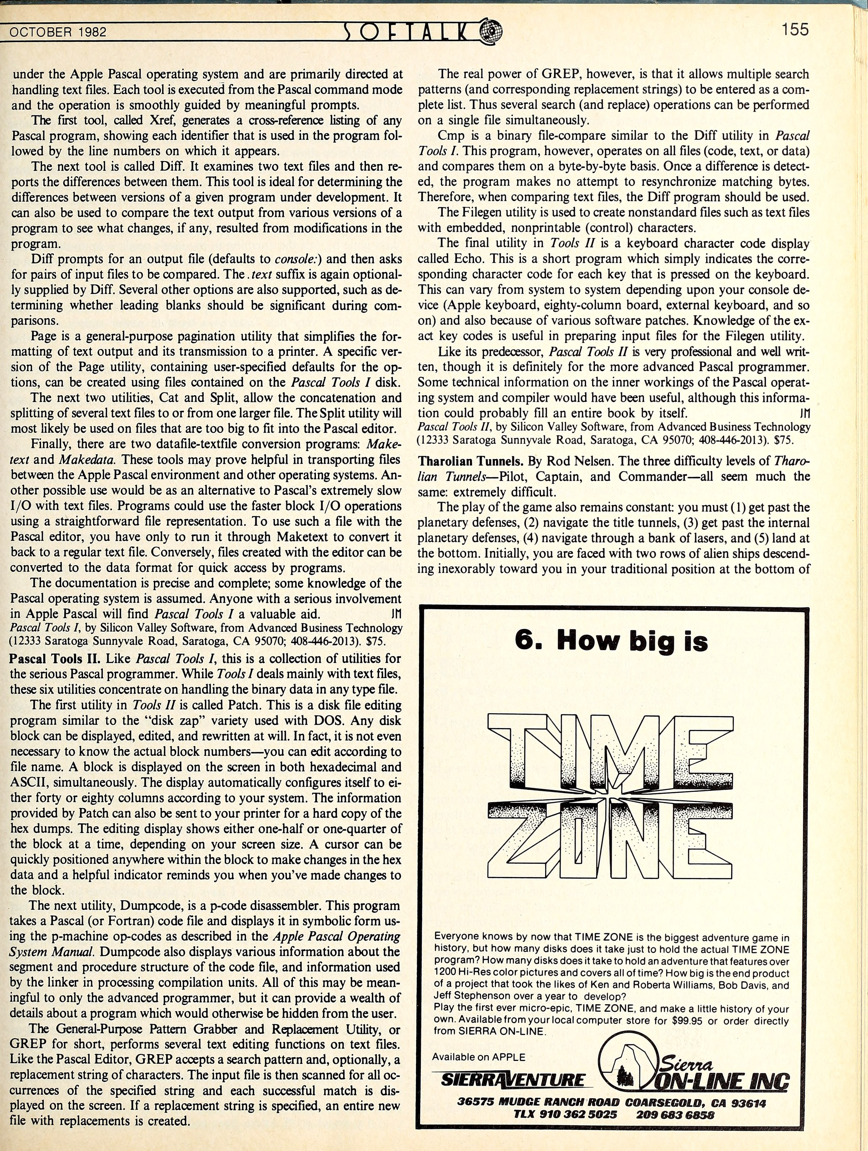 OCTOBER 1982
SOFTALK
155
under the Apple Pascal operating system and are primarily directed at
handling text files. Each tool is executed from the Pascal command mode
and the operation is smoothly guided by meaningful prompts.
The first tool, called Xref, generates a cross-reference listing of any
Pascal program, showing each identifier that is used in the program fol-
lowed by the line numbers on which it appears.
The next tool is called Diff. It examines two text files and then re-
ports the differences between them. This tool is ideal for determining the
differences between versions of a given program under development. It
can also be used to compare the text output from various versions of a
program to see what changes, if any, resulted from modifications in the
program.
Diff prompts for an output file (defaults to console:) and then asks
for pairs of input files to be compared. The .text suffix is again optional-
ly supplied by Diff. Several other options are also supported, such as de-
termining whether leading blanks should be significant during com-
parisons.
Page is a general-purpose pagination utility that simplifies the for-
matting of text output and its transmission to a printer. A specific ver-
sion of the Page utility, containing user-specified defaults for the op-
tions, can be created using files contained on the Pascal Tools I disk.
The next two utilities, Cat and Split, allow the concatenation and
splitting of several text files to or from one larger file. The Split utility will
most likely be used on files that are too big to fit into the Pascal editor.
Finally, there are two datafile-textfile conversion programs: Make-
text and Makedata. These tools may prove helpful in transporting files
between the Apple Pascal environment and other operating systems. An-
other possible use would be as an alternative to Pascal's extremely slow
I/O with text files. Programs could use the faster block I/O operations
using a straightforward file representation. To use such a file with the
Pascal editor, you have only to run it through Maketext to convert it
back to a regular text file. Conversely, files created with the editor can be
converted to the data format for quick access by programs.
The documentation is precise and complete; some knowledge of the
Pascal operating system is assumed. Anyone with a serious involvement
in Apple Pascal will find Pascal Tools I a valuable aid. JM
Pascal Tools I, by Silicon Valley Software, from Advanced Business Technology
(12333 Saratoga Sunnyvale Road, Saratoga, CA 95070; 408-446-2013). $75.
Pascal Tools II. Like Pascal Tools I, this is a collection of utilities for
the serious Pascal programmer. While Tools I deals mainly with text files,
these six utilities concentrate on handling the binary data in any type file.
The first utility in Tools II is called Patch. This is a disk file editing
program similar to the "disk zap" variety used with DOS. Any disk
block can be displayed, edited, and rewritten at will. In fact, it is not even
necessary to know the actual block numbers—you can edit according to
file name. A block is displayed on the screen in both hexadecimal and
ASCII, simultaneously. The display automatically configures itself to ei-
ther forty or eighty columns according to your system. The information
provided by Patch can also be sent to your printer for a hard copy of the
hex dumps. The editing display shows either one-half or one-quarter of
the block at a time, depending on your screen size. A cursor can be
quickly positioned anywhere within the block to make changes in the hex
data and a helpful indicator reminds you when you've made changes to
the block.
The next utility, Dumpcode, is a p-code disassembler. This program
takes a Pascal (or Fortran) code file and displays it in symbolic form us-
ing the p-machine op-codes as described in the Apple Pascal Operating
System Manual. Dumpcode also displays various information about the
segment and procedure structure of the code file, and information used
by the linker in processing compilation units. All of this may be mean-
ingful to only the advanced programmer, but it can provide a wealth of
details about a program which would otherwise be hidden from the user.
The General-Purpose Pattern Grabber and Replacement Utility, or
GREP for short, performs several text editing functions on text files.
Like the Pascal Editor, GREP accepts a search pattern and, optionally, a
replacement string of characters. The input file is then scanned for all oc-
currences of the specified string and each successful match is dis-
played on the screen. If a replacement string is specified, an entire new
file with replacements is created.
The real power of GREP, however, is that it allows multiple search
patterns (and corresponding replacement strings) to be entered as a com-
plete list. Thus several search (and replace) operations can be performed
on a single file simultaneously.
Cmp is a binary file-compare similar to the Diff utility in Pascal
Tools I. This program, however, operates on all files (code, text, or data)
and compares them on a byte-by-byte basis. Once a difference is detect-
ed, the program makes no attempt to resynchronize matching bytes.
Therefore, when comparing text files, the Diff program should be used.
The Filegen utility is used to create nonstandard files such as text files
with embedded, nonprintable (control) characters.
The final utility in Tools II is a keyboard character code display
called Echo. This is a short program which simply indicates the corre-
sponding character code for each key that is pressed on the keyboard.
This can vary from system to system depending upon your console de-
vice (Apple keyboard, eighty-column board, external keyboard, and so
on) and also because of various software patches. Knowledge of the ex-
act key codes is useful in preparing input files for the Filegen utility.
Like its predecessor, Pascal Tools II is very professional and well writ-
ten, though it is definitely for the more advanced Pascal programmer.
Some technical information on the inner workings of the Pascal operat-
ing system and compiler would have been useful, although this informa-
tion could probably fill an entire book by itself. JM
Pascal Tools II, by Silicon Valley Software, from Advanced Business Technology
(12333 Saratoga Sunnyvale Road, Saratoga, CA 95070; 408-446-2013). $75.
Tharolian Tunnels. By Rod Nelsen. The three difficulty levels of Tharo-
lian Tunnels—Pilot, Captain, and Commander—all seem much the
same: extremely difficult.
The play of the game also remains constant: you must (1) get past the
planetary defenses, (2) navigate the title tunnels, (3) get past the internal
planetary defenses, (4) navigate through a bank of lasers, and (5) land at
the bottom. Initially, you are faced with two rows of alien ships descend-
ing inexorably toward you in your traditional position at the bottom of
6. How big is
TIME
ZONE
Everyone knows by now that TIME ZONE is the biggest adventure game in
history, but how many disks does it take just to hold the actual TIME ZONE
program? How many disks does it take to hold an adventure that features over
1200 Hi-Res color pictures and covers all of time? How big is the end product
of a project that took the likes of Ken and Roberta Williams, Bob Davis, and
Jeff Stephenson over a year to develop?
Play the first ever micro-epic, TIME ZONE, and make a little history of your
own. Available from your local computer store for $99.95 or order directly
from SIERRA ON-LINE.
Available on APPLE
SIERRAVENTURE
Sierra
ON-LINE INC
36575 MUDGE RANCH ROAD COARSEGOLD, CA 93614
TLX 910 362 5025 209 683 6858